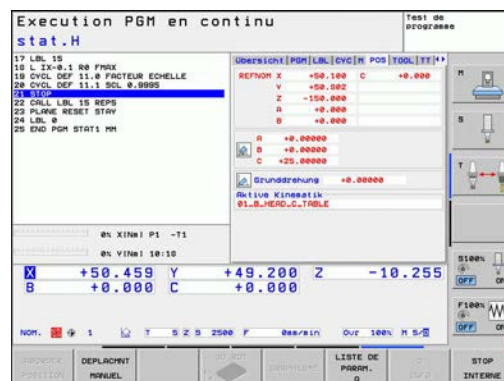 Execution PGM en continu
Test de programme
stat.H
17 LBL 15
18 L IX-0.1 R0 FMAX
19 CYCL DEF 11.0 FACTEUR ECHELLE
20 CYCL DEF 11.1 SCL 0.9995
21 STOP
22 CALL LBL 15 REP5
23 PLANE RESET STAY
24 LBL 0
25 END PGM STAT1 MM
Übersicht PGM LBL CYC M POS TOOL TT
REFNOM X +50.100 C +0.000
Y +50.002
Z -150.000
A +0.000
B +0.000
A +0.00000
B +0.00000
C +25.00000
Grunddrehung +0.00000
Aktive Kinematik
01_B_HEAD_C_TABLE
0% X[Nm] P1 -T1
0% Y[Nm] 10:10
X +50.459 Y +49.200 Z -10.255
B +0.000 C +0.000
NOM. 1 T 5 Z S 2500 F 0mm/min Ovr 100% M 5/
M
S
T
S100%
OFF ON
F100%
OFF ON
DEPLACMNT MANUEL
3D ROT
LISTE DE PARAM. Q
STOP INTERNE